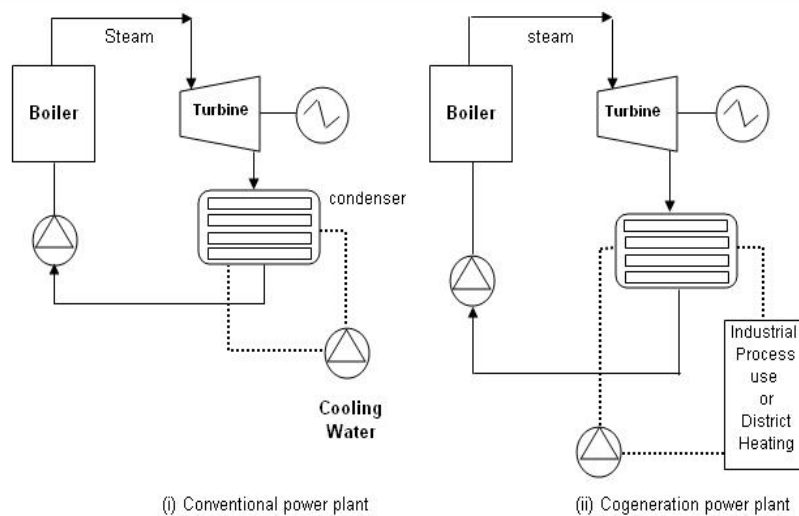 Steam
Boiler
Turbine
condenser
Cooling
Water
(i) Conventional power plant
steam
Boiler
Turbine
Industrial
Process
use
or
District
Heating
(ii) Cogeneration power plant